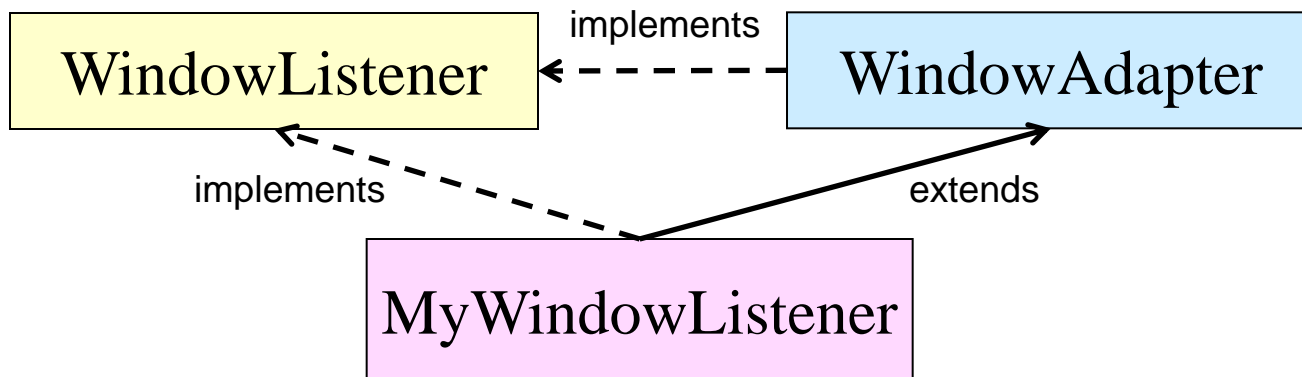 implements
WindowListener
WindowAdapter
implements
extends
MyWindowListener